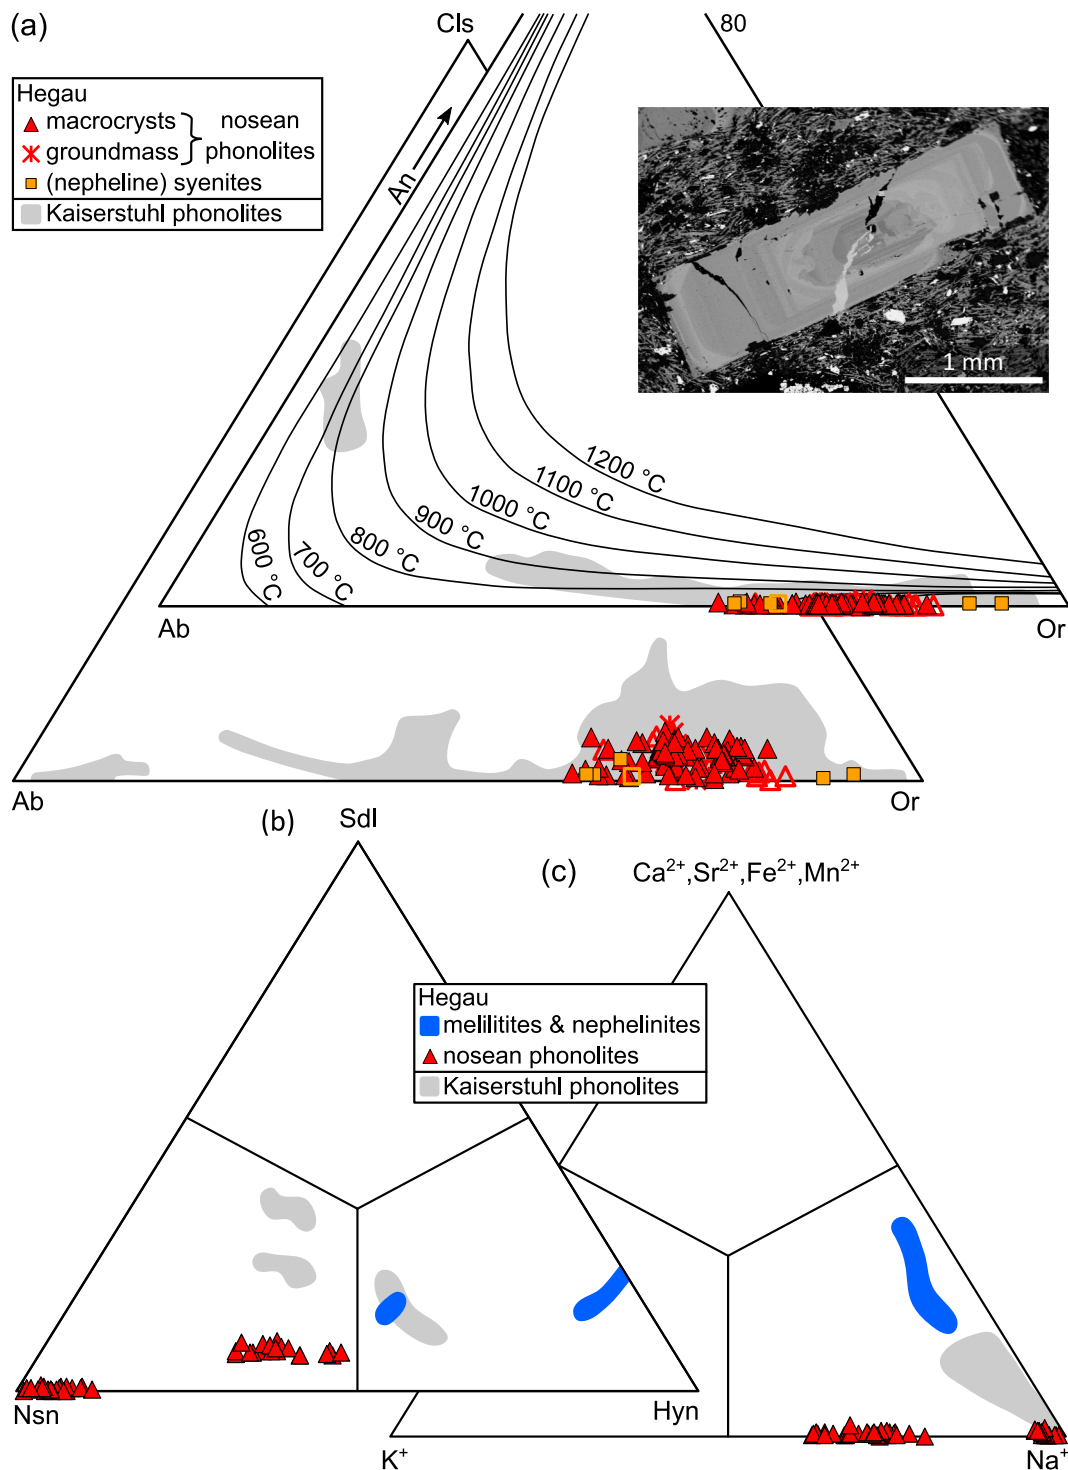 (a)
Cls
80
Hegau
macrocysts
groundmass
nosean
phonolites
(nepheline) syenites
Kaiserstuhl phonolites
An
1 mm
600 °C
700 °C
800 °C
900 °C
1000 °C
1100 °C
1200 °C
Ab
Or
Ab
Or
(b)
Sdl
(c)
Ca²⁺,Sr²⁺,Fe²⁺,Mn²⁺
Hegau
melilitites & nephelinites
nosean phonolites
Kaiserstuhl phonolites
Nsn
Hyn
K⁺
Na⁺